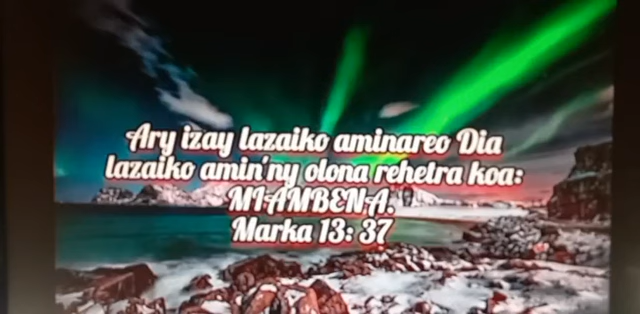 Ary izay lazaiko aminareo Dia
lazaiko amin'ny olona rehetra koa:
MIAMBENA.
Marka 13: 37